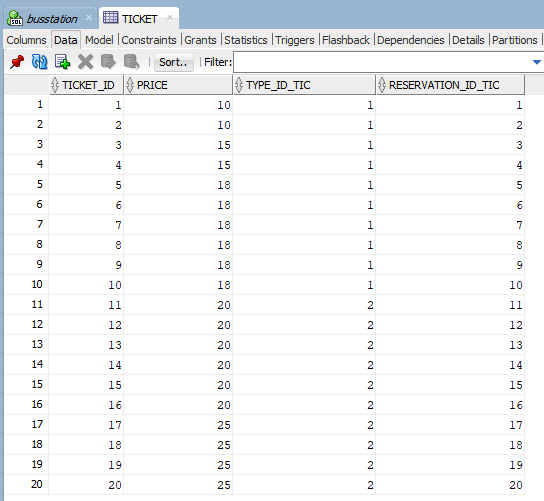 busstation × TICKET ×
Columns Data Model Constraints Grants Statistics Triggers Flashback Dependencies Details Partitions
SQL
Sort.. Filter:
TICKET_ID PRICE TYPE_ID_TIC RESERVATION_ID_TIC
1 1 10 1 1
2 2 10 1 2
3 3 15 1 3
4 4 15 1 4
5 5 18 1 5
6 6 18 1 6
7 7 18 1 7
8 8 18 1 8
9 9 18 1 9
10 10 18 1 10
11 11 20 2 11
12 12 20 2 12
13 13 20 2 13
14 14 20 2 14
15 15 20 2 15
16 16 20 2 16
17 17 25 2 17
18 18 25 2 18
19 19 25 2 19
20 20 25 2 20